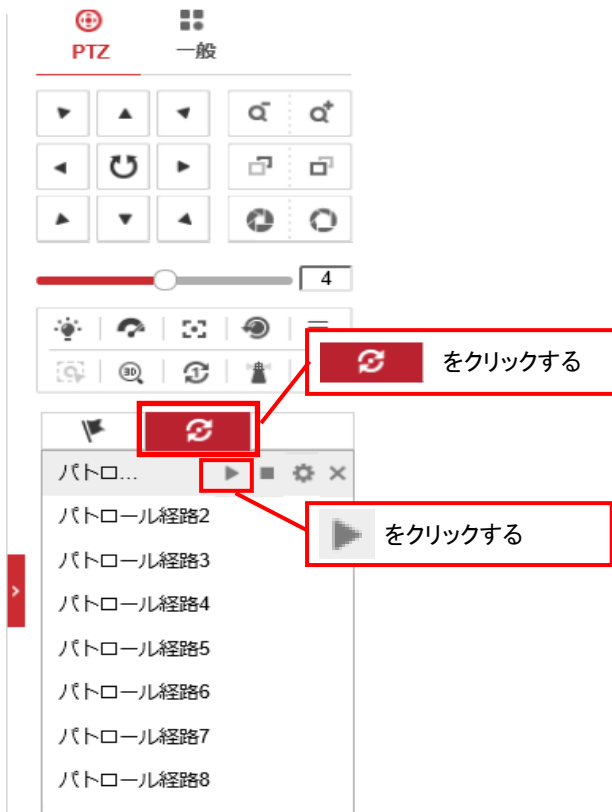 PTZ 一般
4
をクリックする
パトロ...
をクリックする
パトロール経路2
パトロール経路3
パトロール経路4
パトロール経路5
パトロール経路6
パトロール経路7
パトロール経路8